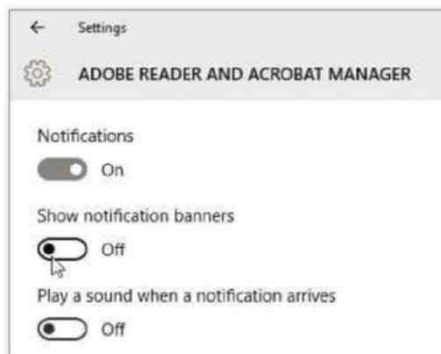 Settings
ADOBE READER AND ACROBAT MANAGER
Notifications
On
Show notification banners
Off
Play a sound when a notification arrives
Off